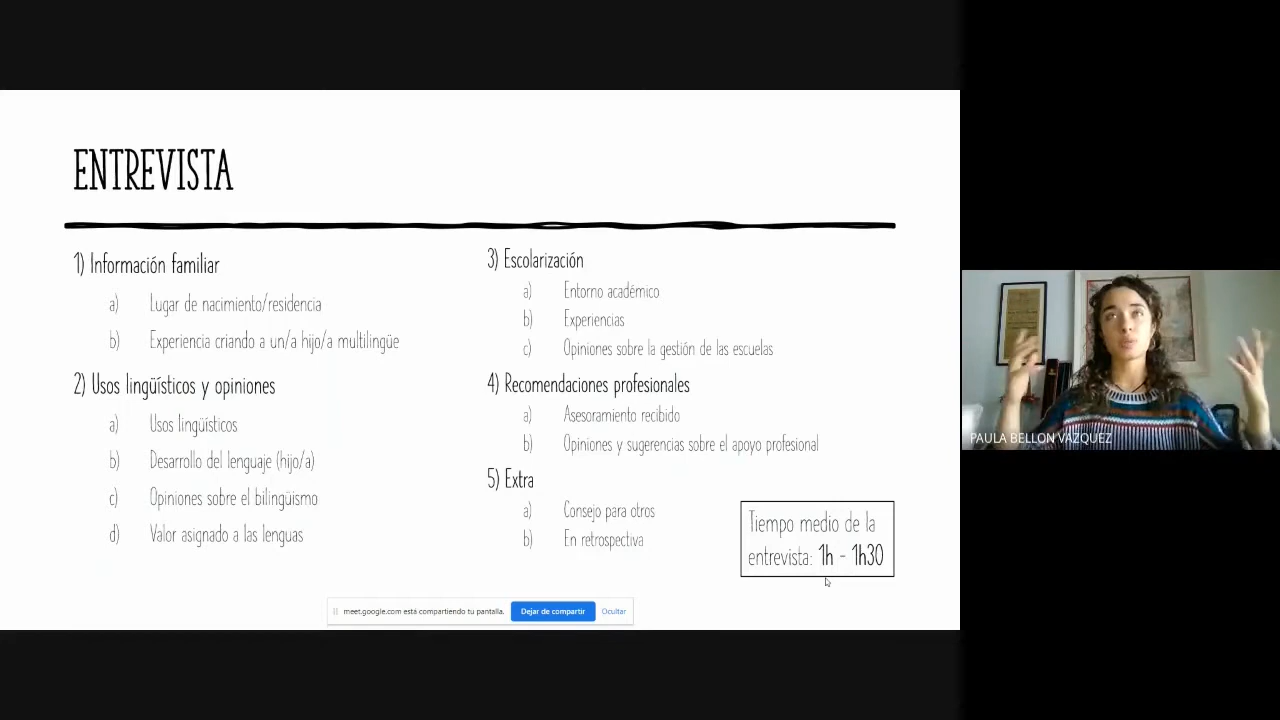 ENTREVISTA
1) Información familiar
a) Lugar de nacimiento/residencia
b) Experiencia criando a un/a hijo/a multilingüe
2) Usos lingüísticos y opiniones
a) Usos lingüísticos
b) Desarrollo del lenguaje (hijo/a)
c) Opiniones sobre el bilingüismo
d) Valor asignado a las lenguas
3) Escolarización
a) Entorno académico
b) Experiencias
c) Opiniones sobre la gestión de las escuelas
4) Recomendaciones profesionales
a) Asesoramiento recibido
b) Opiniones y sugerencias sobre el apoyo profesional
5) Extra
a) Consejo para otros
b) En retrospectiva
Tiempo medio de la
entrevista: 1h - 1h30
meet.google.com está compartiendo tu pantalla. Dejar de compartir Ocultar
PAULA BELLON VAZQUEZ